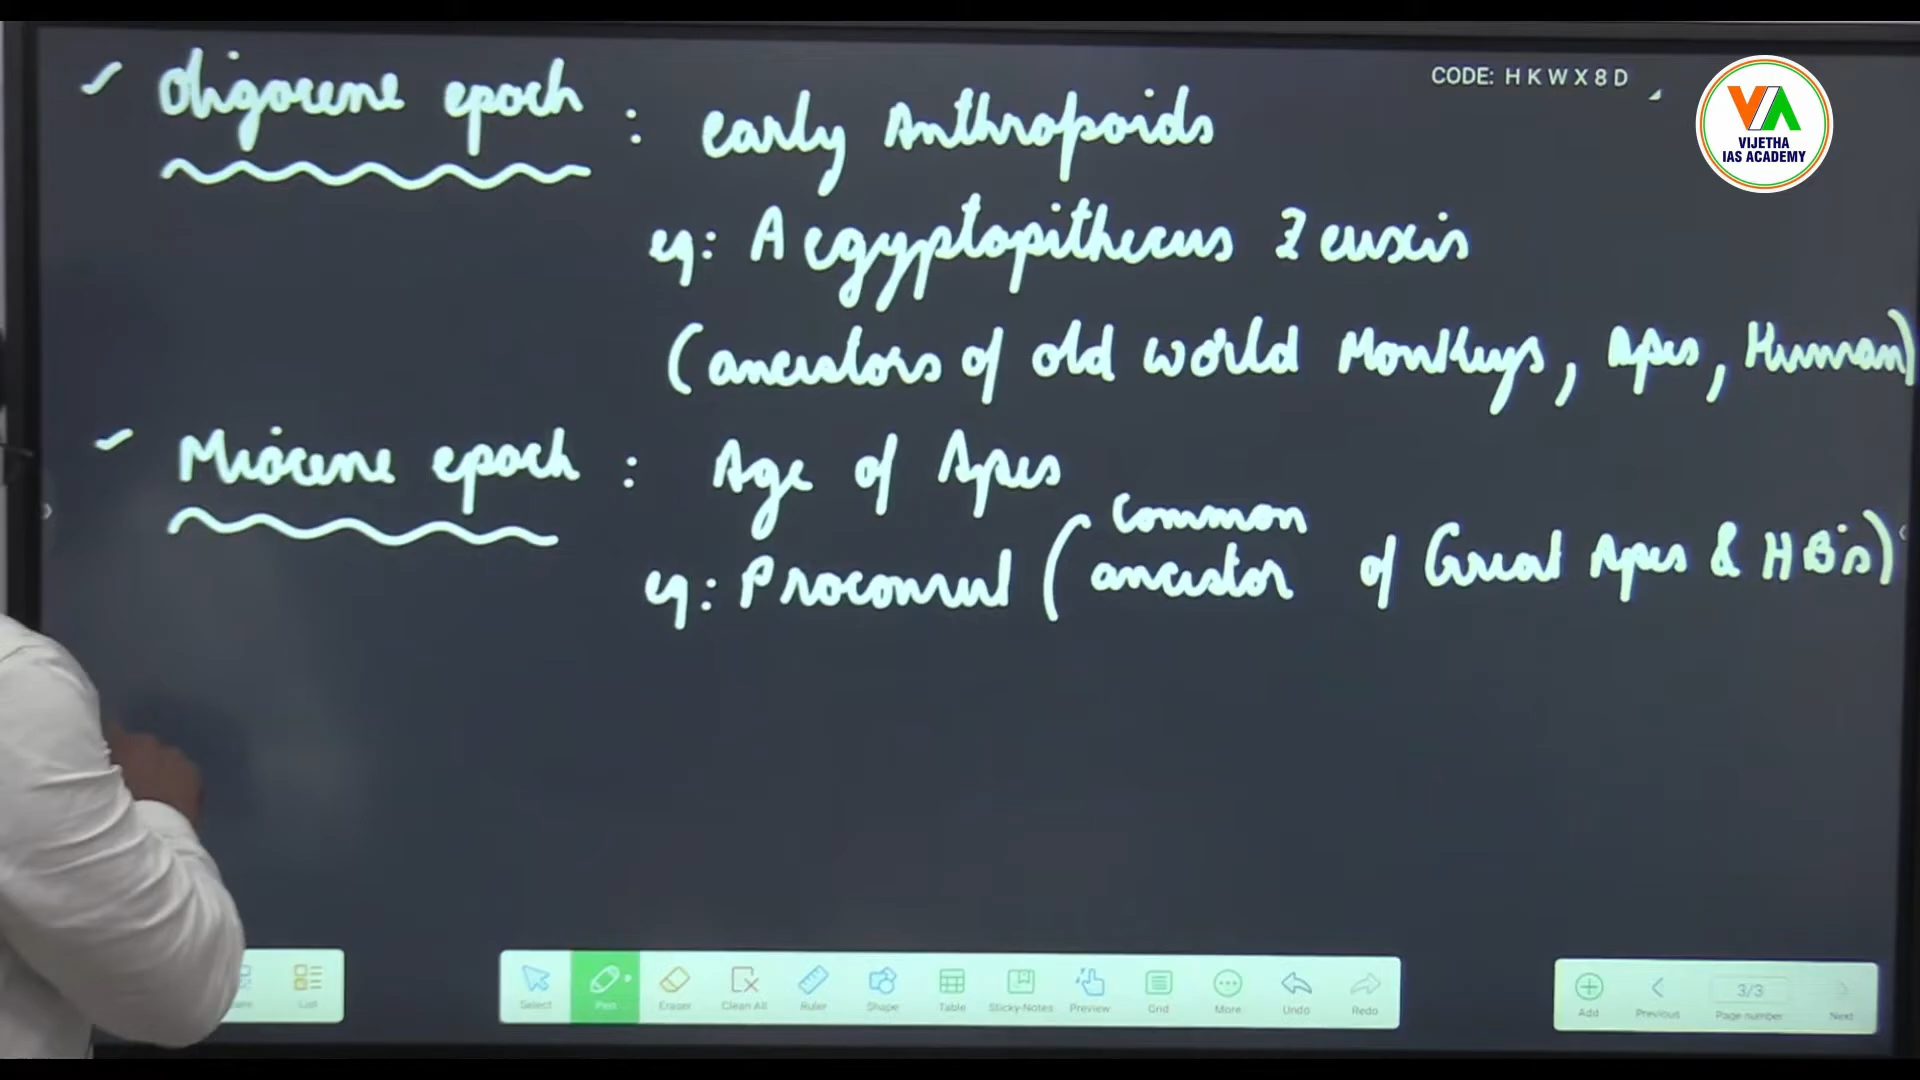 CODE: HKWX8D
VIJETHA
IAS ACADEMY
Oligocene epoch : early Anthropoids
eg: Aegyptopithecus Zeuxis
(ancestors of old world Monkeys, Apes, Human)
Miocene epoch : Age of Apes
eg: Proconsul (common ancestor of Great Apes & HB's)
List
Select
Pen
Eraser
Clean All
Ruler
Shape
Table
Sticky-Notes
Preview
Grid
More
Undo
Redo
Add
Previous
3/3
Page number
Next